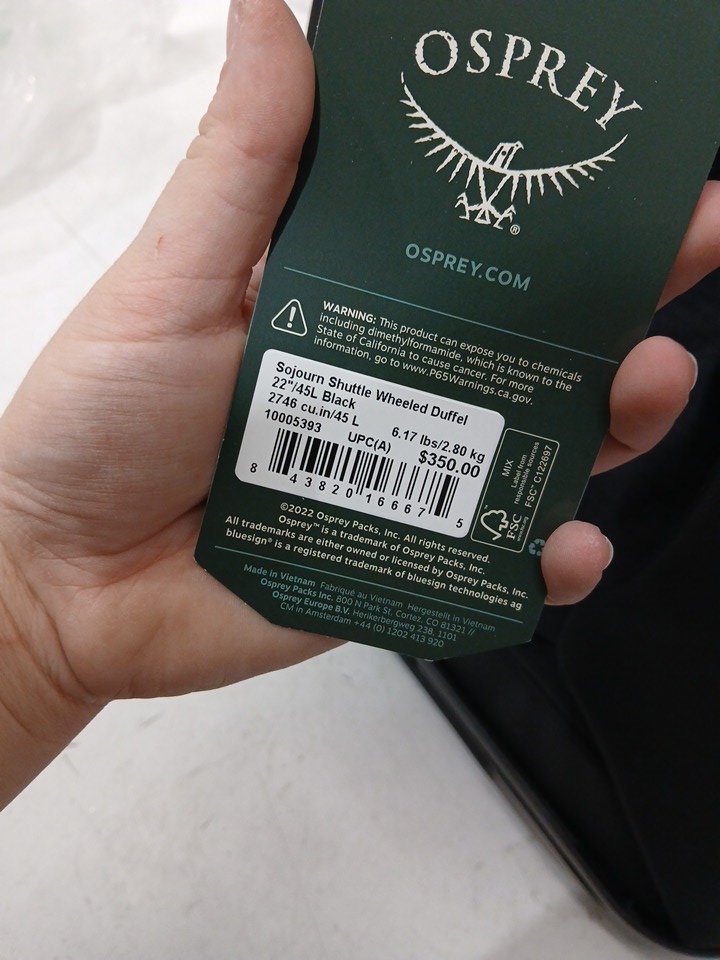 OSPREY
®
OSPREY.COM
WARNING: This product can expose you to chemicals
including dimethylformamide, which is known to the
State of California to cause cancer. For more
information, go to www.P65Warnings.ca.gov.
Sojourn Shuttle Wheeled Duffel
22"/45L Black
2746 cu.in/45 L 6.17 lbs/2.80 kg
10005393 UPC(A) $350.00
8 43820 16667 5
MIX
Label from
responsible sources
FSC® C122697
FSC
©2022 Osprey Packs, Inc. All rights reserved.
Osprey™ is a trademark of Osprey Packs, Inc.
All trademarks are either owned or licensed by Osprey Packs, Inc.
bluesign® is a registered trademark of bluesign technologies ag
Made in Vietnam Fabriqué au Vietnam Hergestellt in Vietnam
Osprey Packs Inc. 800 N Park St. Cortez, CO 81321 //
Osprey Europe B.V. Herikerbergweg 238, 1101
CM in Amsterdam +44 (0) 1202 413 920